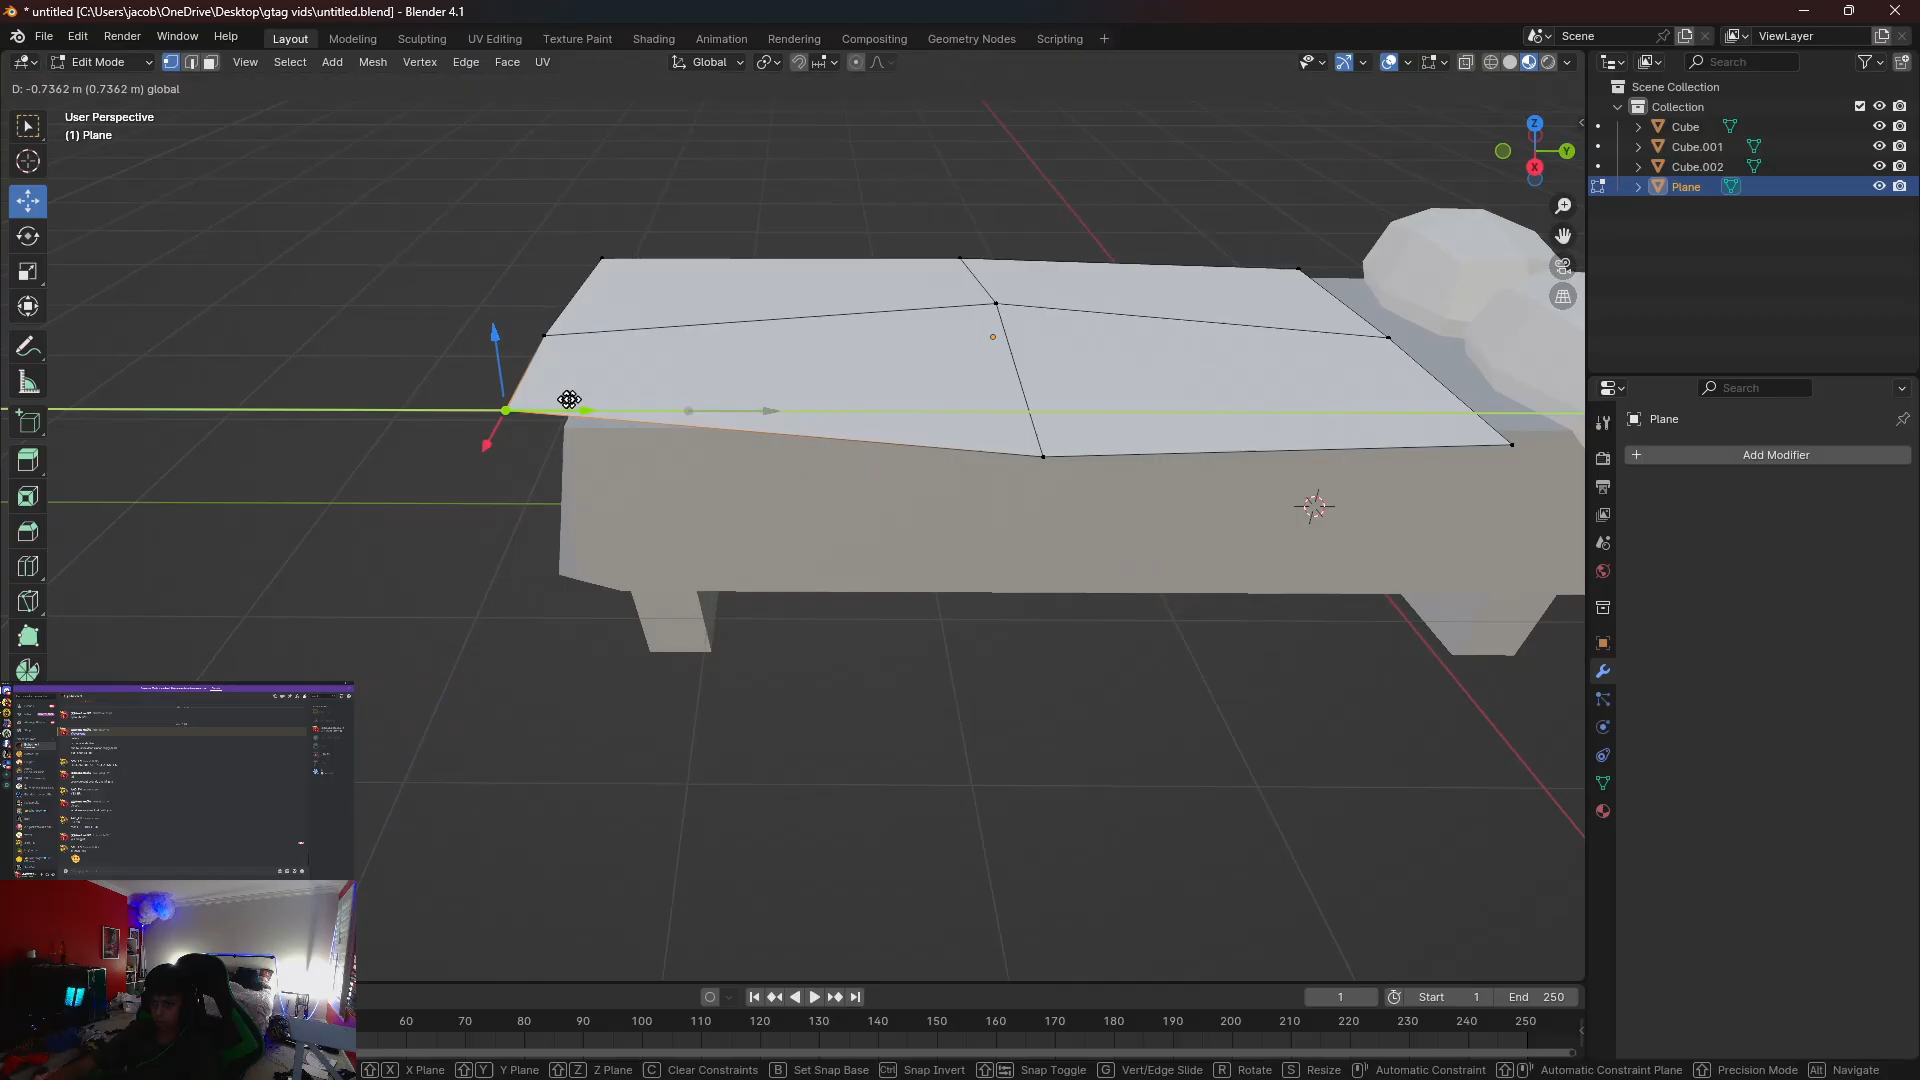 * untitled [C:\Users\jacob\OneDrive\Desktop\gtag vids\untitled.blend] - Blender 4.1
File Edit Render Window Help
Layout Modeling Sculpting UV Editing Texture Paint Shading Animation Rendering Compositing Geometry Nodes Scripting +
Scene
ViewLayer
Edit Mode
View Select Add Mesh Vertex Edge Face UV
Global
D: -0.7362 m (0.7362 m) global
User Perspective
(1) Plane
Z
Y
X
Search
Scene Collection
Collection
Cube
Cube.001
Cube.002
Plane
Search
Plane
+ Add Modifier
1
Start 1
End 250
60 70 80 90 100 110 120 130 140 150 160 170 180 190 200 210 220 230 240 250
X X Plane Y Y Plane Z Z Plane C Clear Constraints B Set Snap Base Ctrl Snap Invert Snap Toggle G Vert/Edge Slide R Rotate S Resize Automatic Constraint Automatic Constraint Plane Precision Mode Alt Navigate